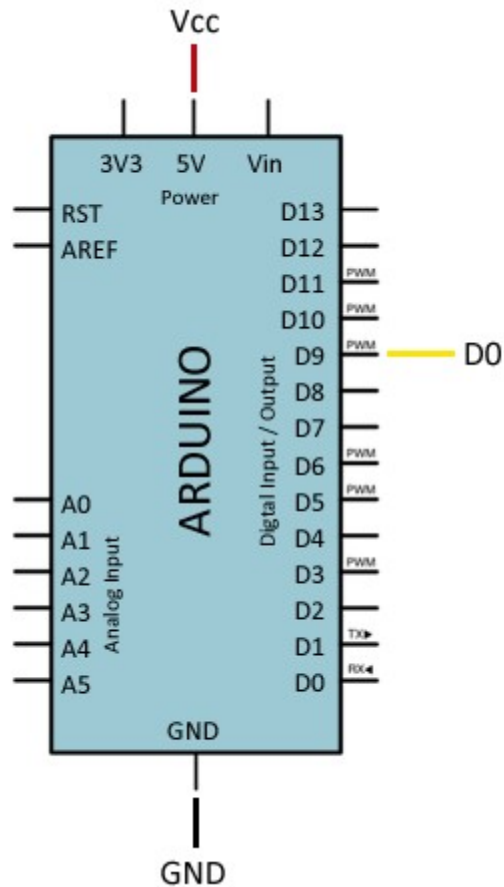 Vcc
3V3 5V Vin
Power
RST
AREF
A0
A1
A2
A3
A4
A5
Analog Input
ARDUINO
Digtal Input / Output
D13
D12
D11 PWM
D10 PWM
D9 PWM D0
D8
D7
D6 PWM
D5 PWM
D4
D3 PWM
D2
D1 TX▶
D0 RX◀
GND
GND